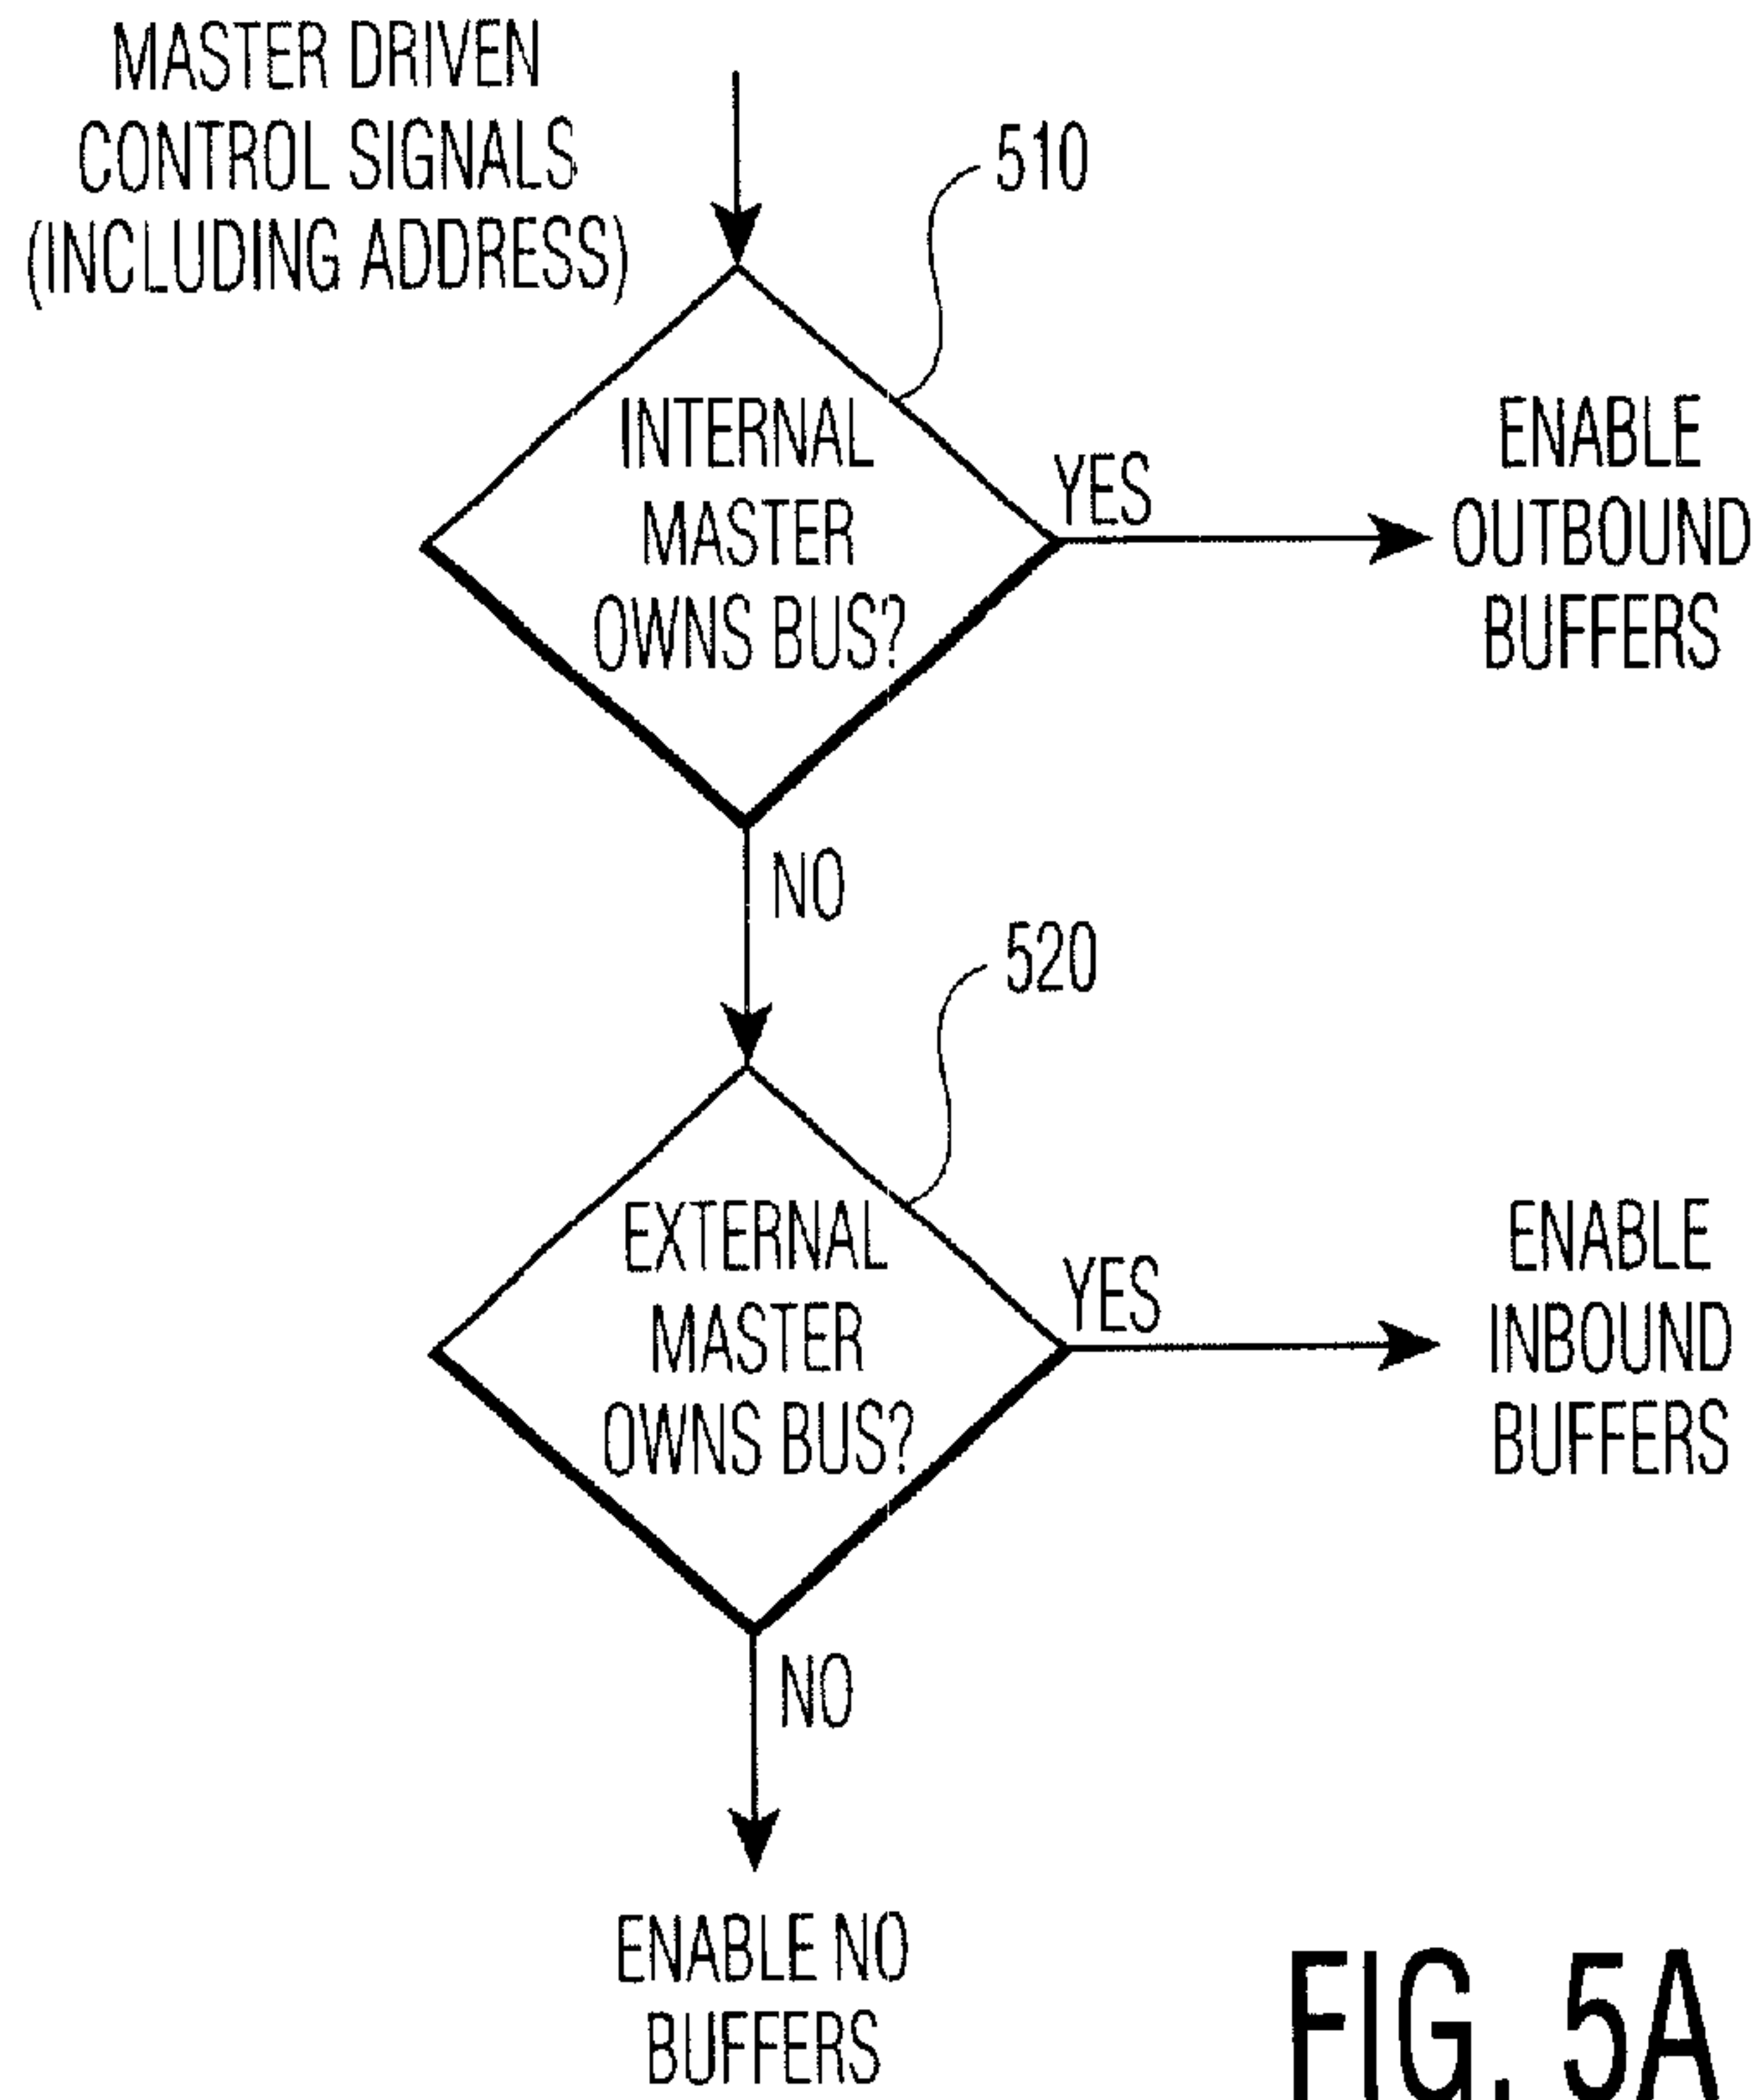 MASTER DRIVEN
CONTROL SIGNALS
(INCLUDING ADDRESS)
510
INTERNAL
MASTER
OWNS BUS?
YES
ENABLE
OUTBOUND
BUFFERS
NO
520
EXTERNAL
MASTER
OWNS BUS?
YES
ENABLE
INBOUND
BUFFERS
NO
ENABLE NO
BUFFERS
FIG. 5A